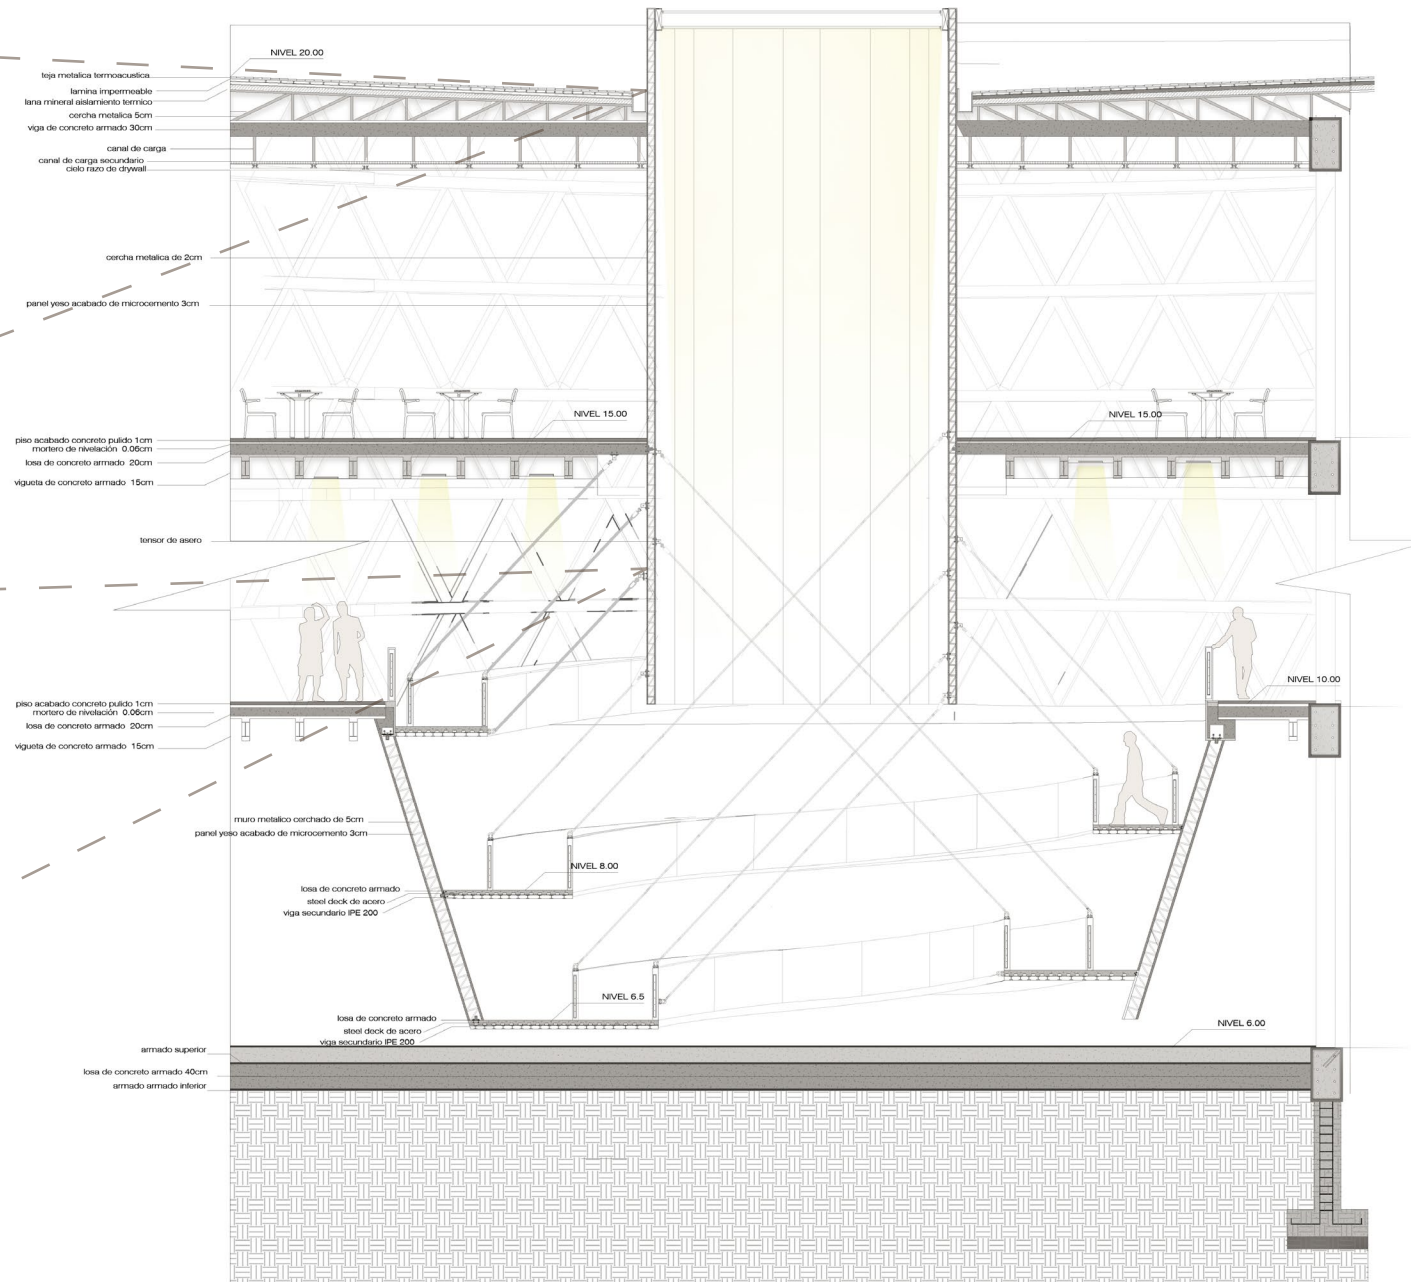 NIVEL 20.00
teja metalica termoacustica
lamina impermeable
lana mineral aislamiento termico
cercha metalica 5cm
viga de concreto armado 30cm
canal de carga
canal de carga secundario
cielo razo de drywall
cercha metalica de 2cm
panel yeso acabado de microcemento 3cm
NIVEL 15.00
NIVEL 15.00
piso acabado concreto pulido 1cm
mortero de nivelación 0.06cm
losa de concreto armado 20cm
vigueta de concreto armado 15cm
tensor de asero
NIVEL 10.00
piso acabado concreto pulido 1cm
mortero de nivelación 0.06cm
losa de concreto armado 20cm
vigueta de concreto armado 15cm
muro metalico cerchado de 5cm
panel yeso acabado de microcemento 3cm
NIVEL 8.00
losa de concreto armado
steel deck de acero
viga secundario IPE 200
NIVEL 6.5
losa de concreto armado
steel deck de acero
viga secundario IPE 200
NIVEL 6.00
armado superior
losa de concreto armado 40cm
armado armado inferior